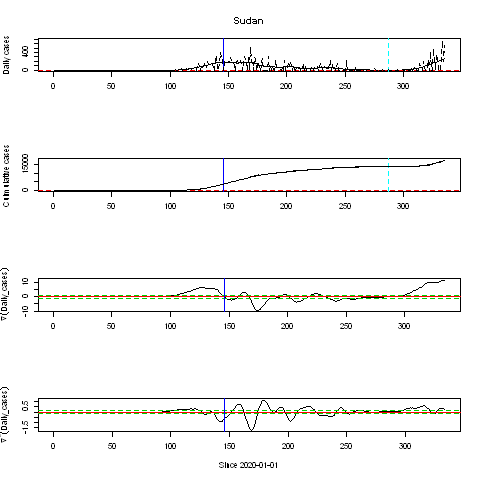 Sudan
Daily cases
0 400
0 50 100 150 200 250 300
Culmulative cases
0 15000
0 50 100 150 200 250 300
∇(Daily_cases)
-10 0 10
0 50 100 150 200 250 300
∇²(Daily_cases)
-1.5 0.5
0 50 100 150 200 250 300
Since 2020-01-01